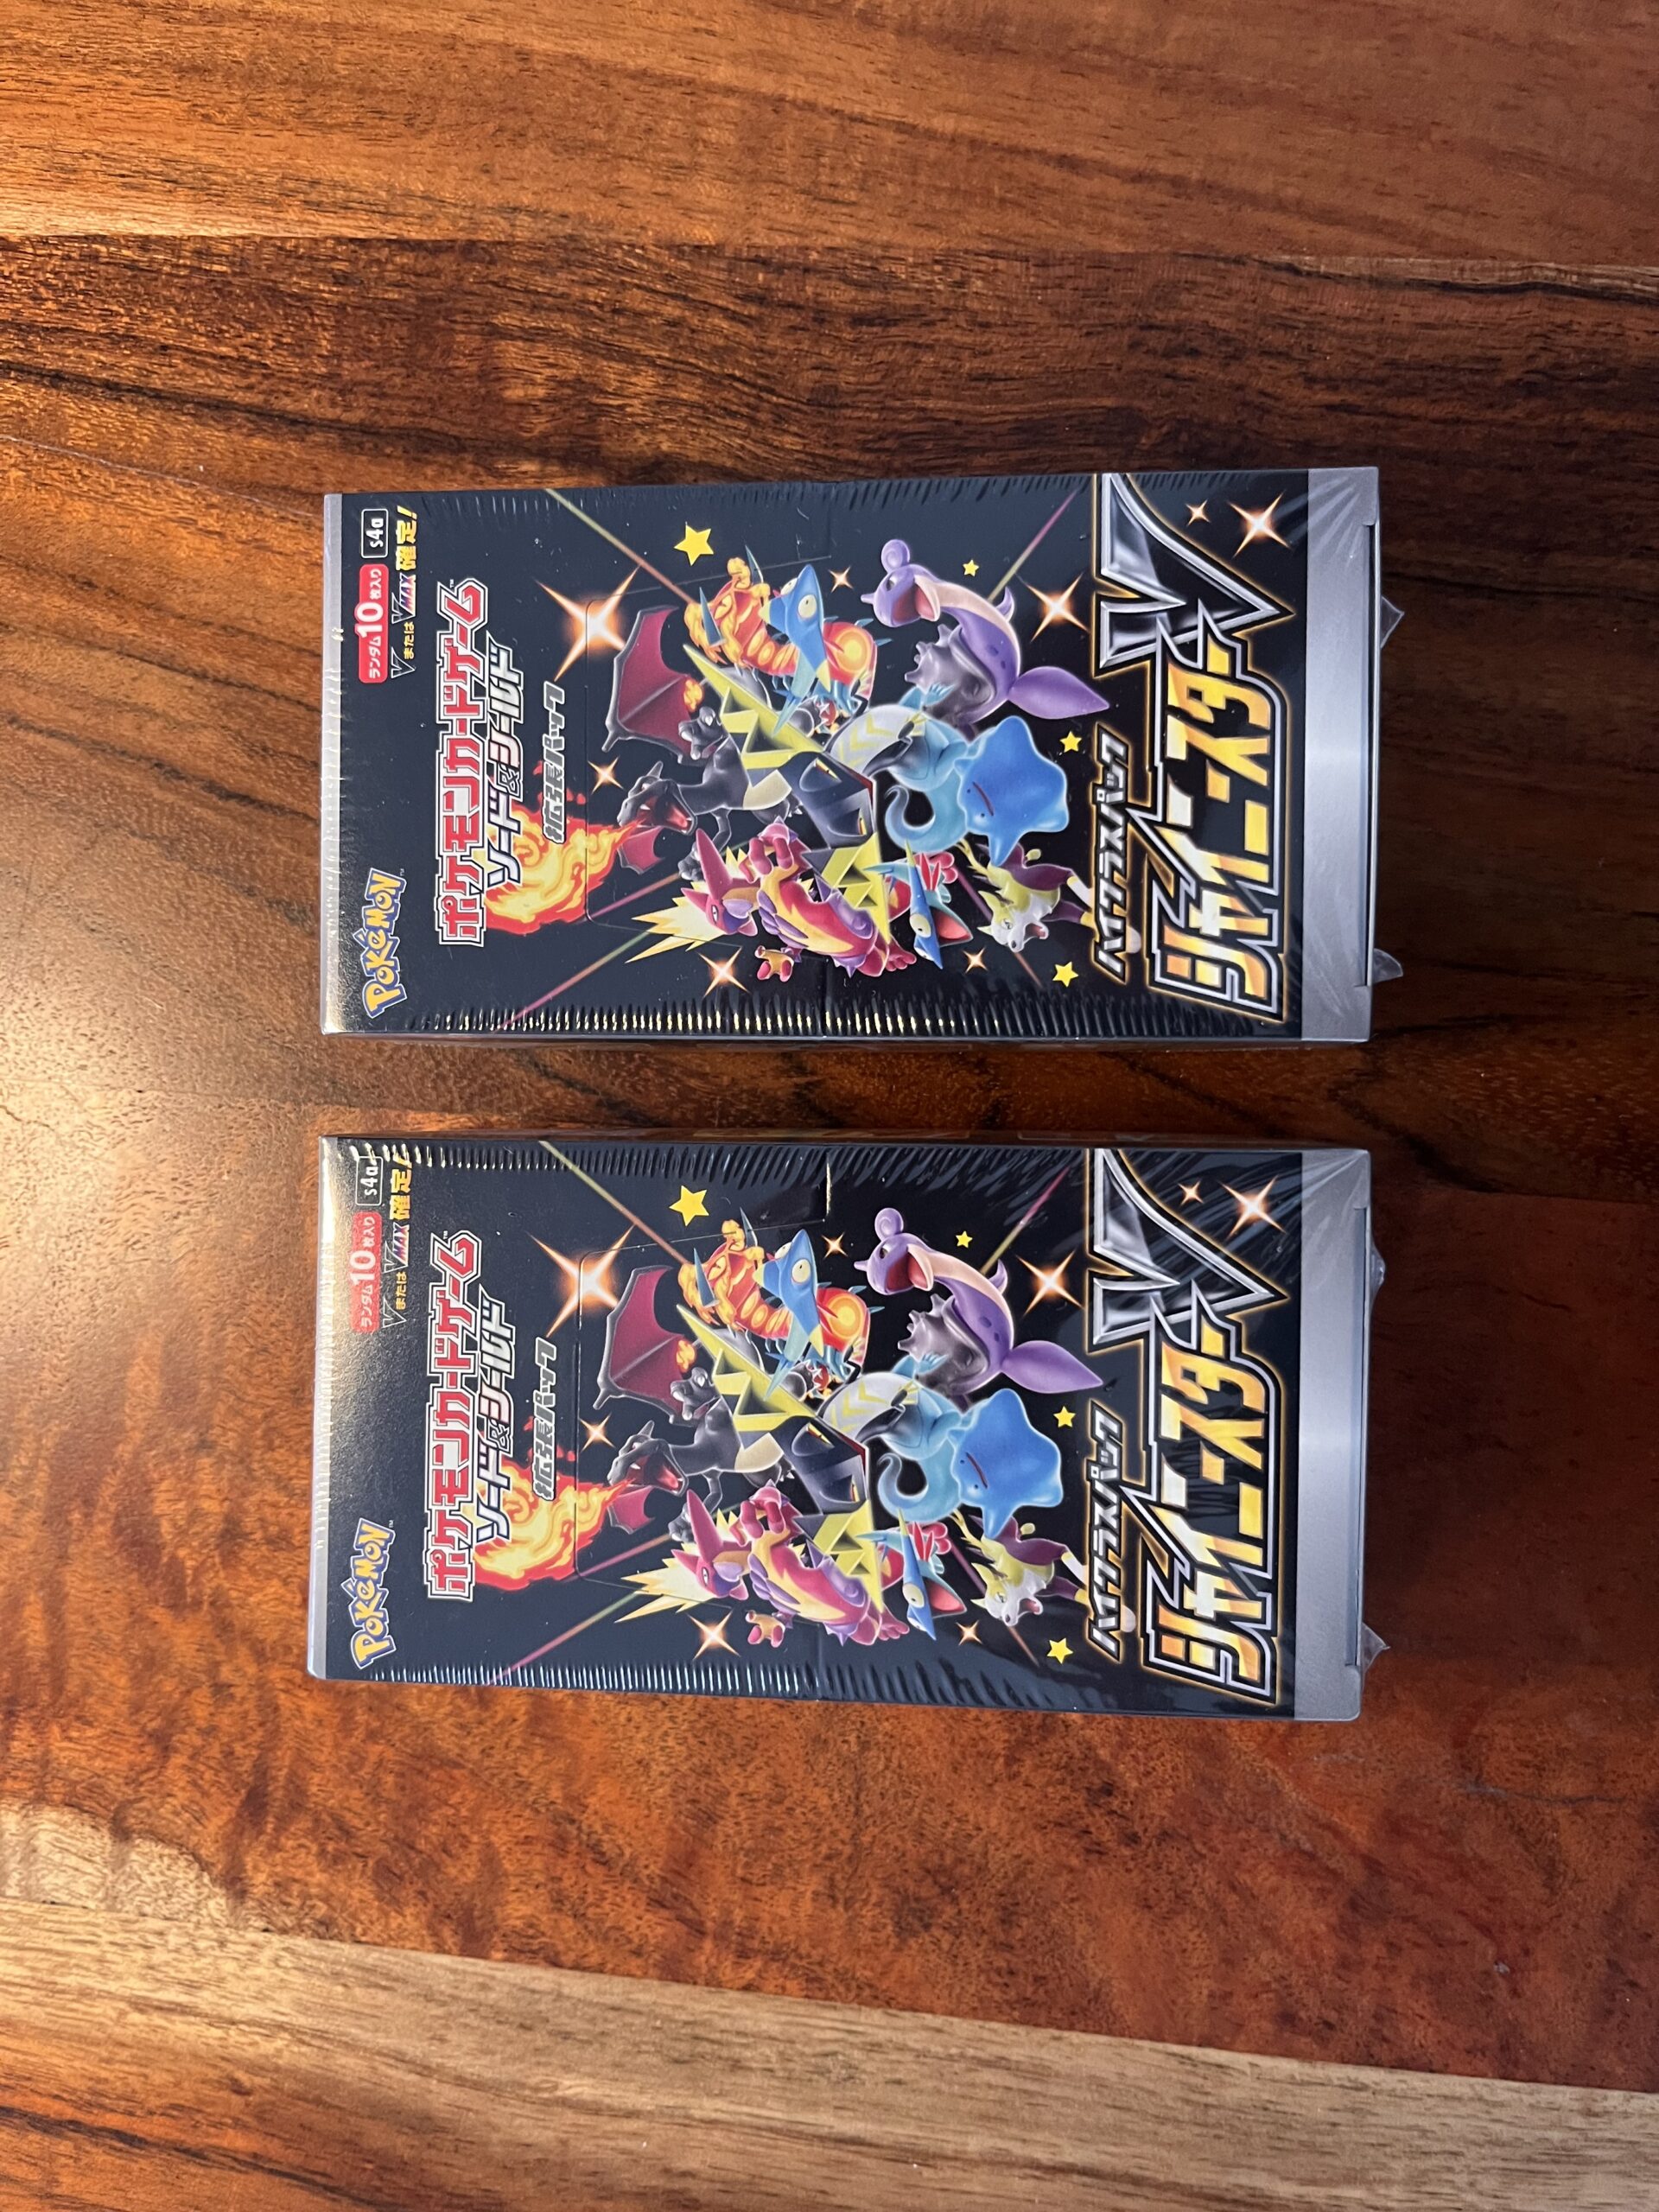 Pokémon
ランダム10枚入り
s4a
VまたはVMAX確定!
ポケモンカードゲーム
ソード&シールド
拡張パック
ハイクラスパック
シャイニースターV
Pokémon
ランダム10枚入り
s4a
VまたはVMAX確定!
ポケモンカードゲーム
ソード&シールド
拡張パック
ハイクラスパック
シャイニースターV